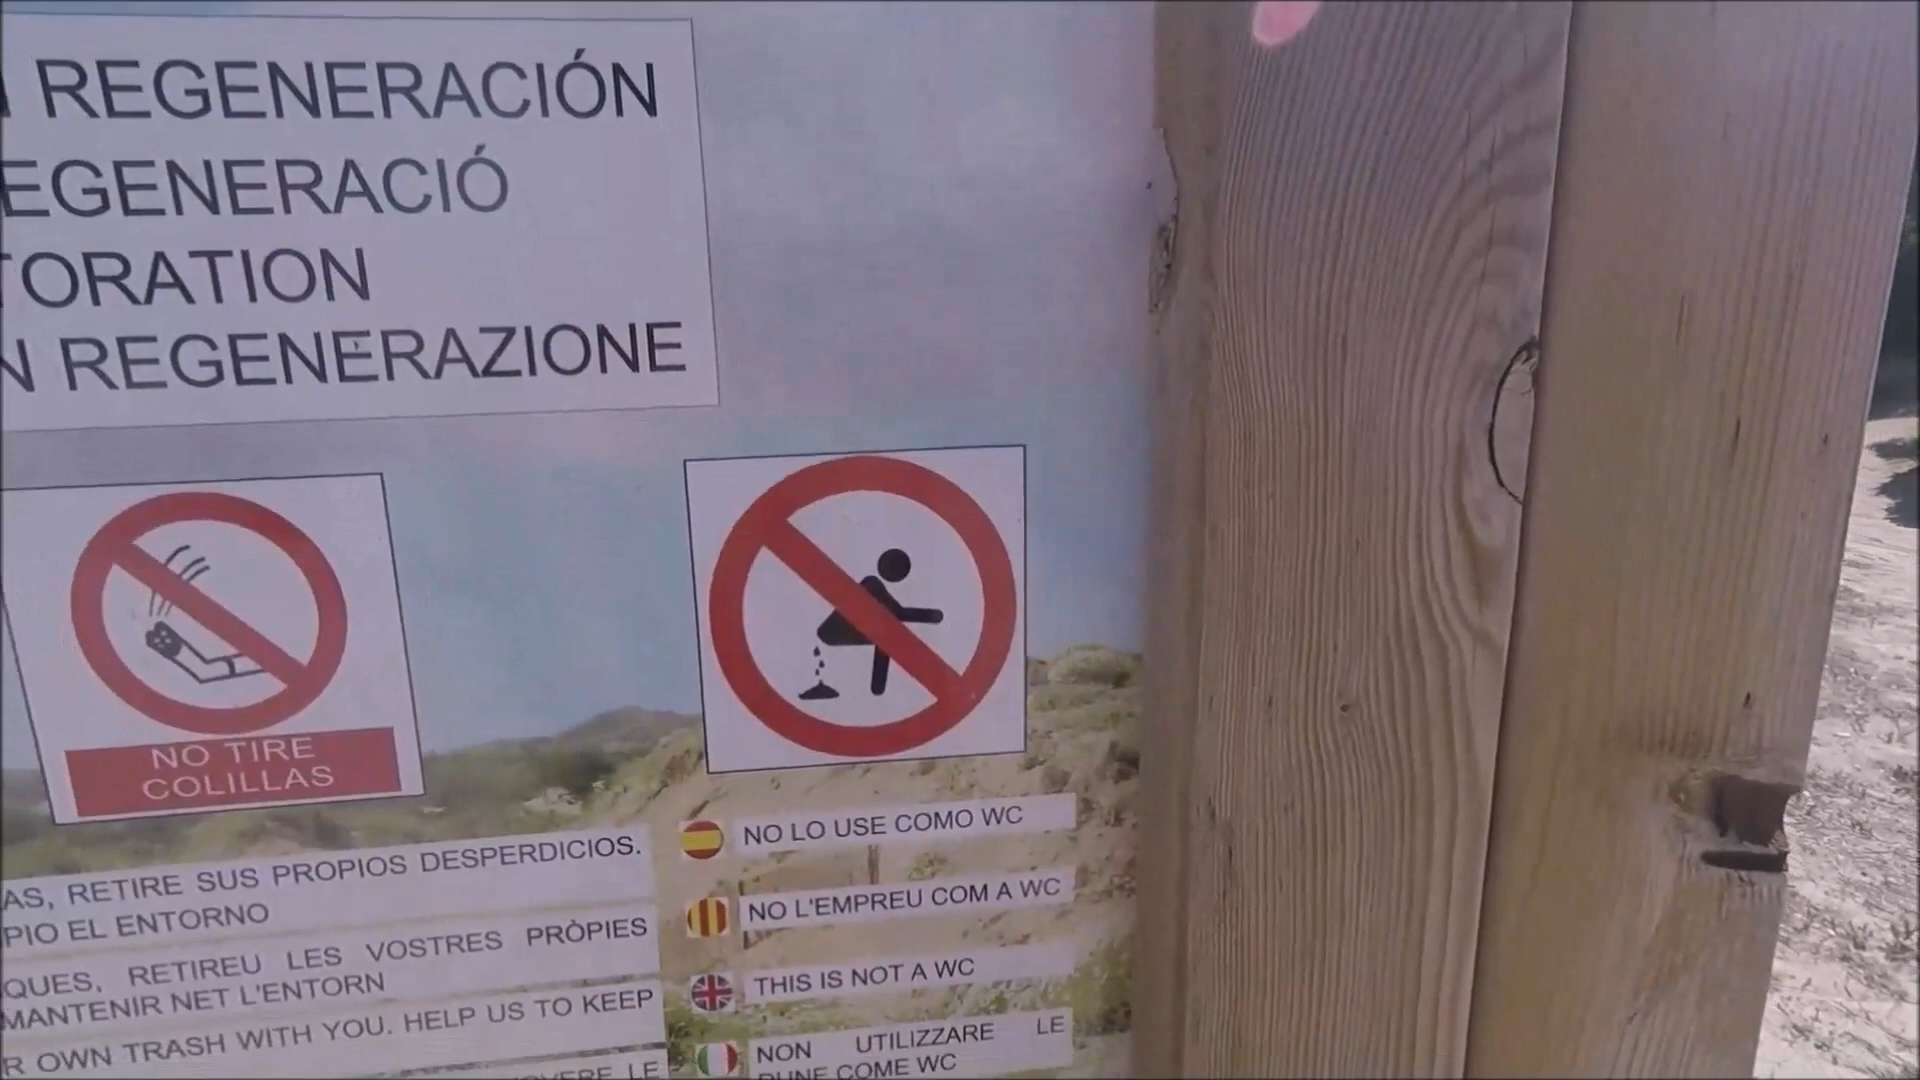 REGENERACIÓN
EGENERACIÓ
TORATION
N REGENERAZIONE
NO TIRE
COLILLAS
AS, RETIRE SUS PROPIOS DESPERDICIOS.
PIO EL ENTORNO
QUES, RETIREU LES VOSTRES PRÒPIES
MANTENIR NET L'ENTORN
R OWN TRASH WITH YOU. HELP US TO KEEP
LE
NO LO USE COMO WC
NO L'EMPREU COM A WC
THIS IS NOT A WC
NON UTILIZZARE LE
DUNE COME WC